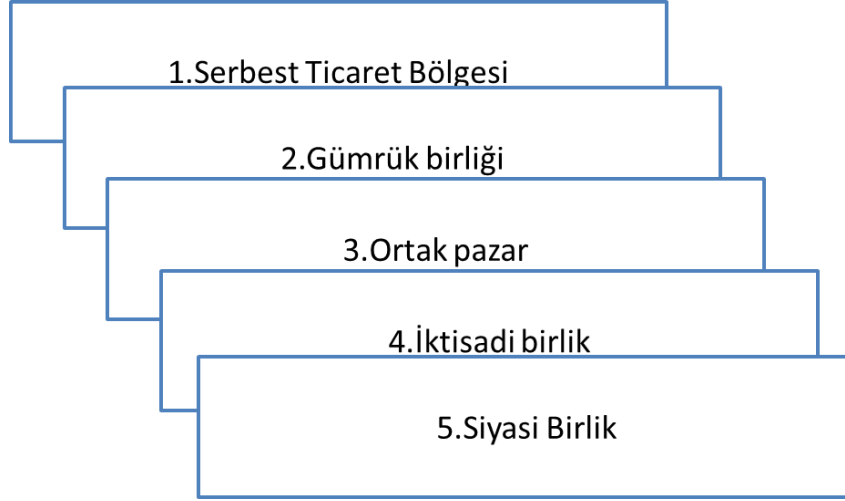 1.Serbest Ticaret Bölgesi
2.Gümrük birliği
3.Ortak pazar
4.İktisadi birlik
5.Siyasi Birlik